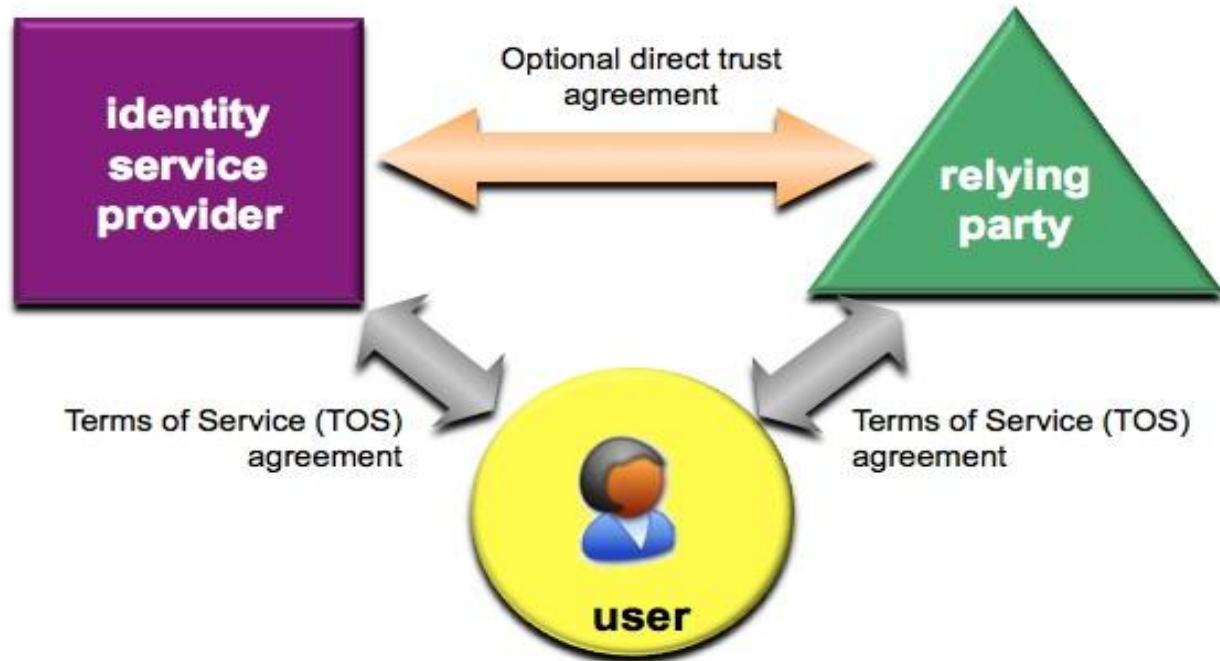 Optional direct trust
agreement
identity
service
provider
relying
party
Terms of Service (TOS)
agreement
Terms of Service (TOS)
agreement
user